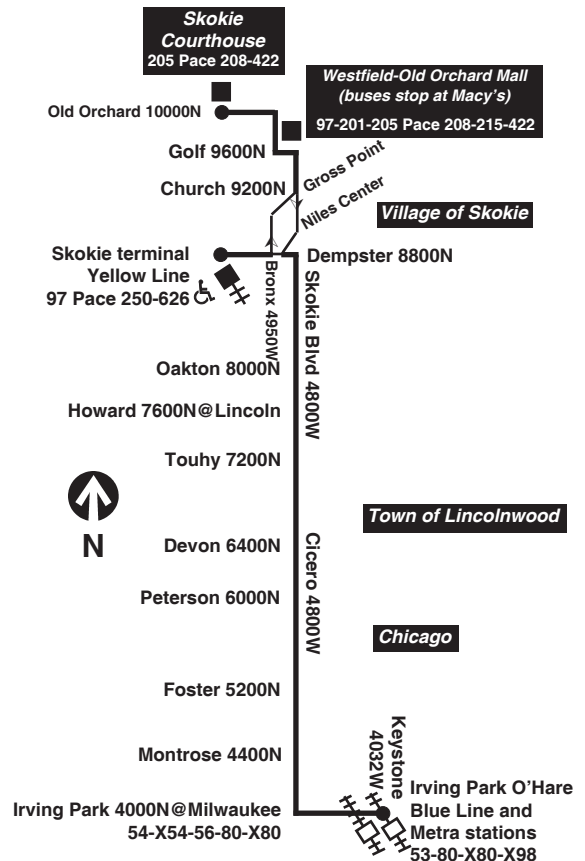 Skokie
Courthouse
205 Pace 208-422
Westfield-Old Orchard Mall
(buses stop at Macy's)
97-201-205 Pace 208-215-422
Old Orchard 10000N
Golf 9600N
Gross Point
Church 9200N
Niles Center
Village of Skokie
Skokie terminal
Yellow Line
97 Pace 250-626
Dempster 8800N
Bronx 4950W
Skokie Blvd 4800W
Oakton 8000N
Howard 7600N@Lincoln
Touhy 7200N
N
Town of Lincolnwood
Devon 6400N
Cicero 4800W
Peterson 6000N
Chicago
Foster 5200N
Montrose 4400N
Keystone
4032W
Irving Park 4000N@Milwaukee
54-X54-56-80-X80
Irving Park O'Hare
Blue Line and
Metra stations
53-80-X80-X98